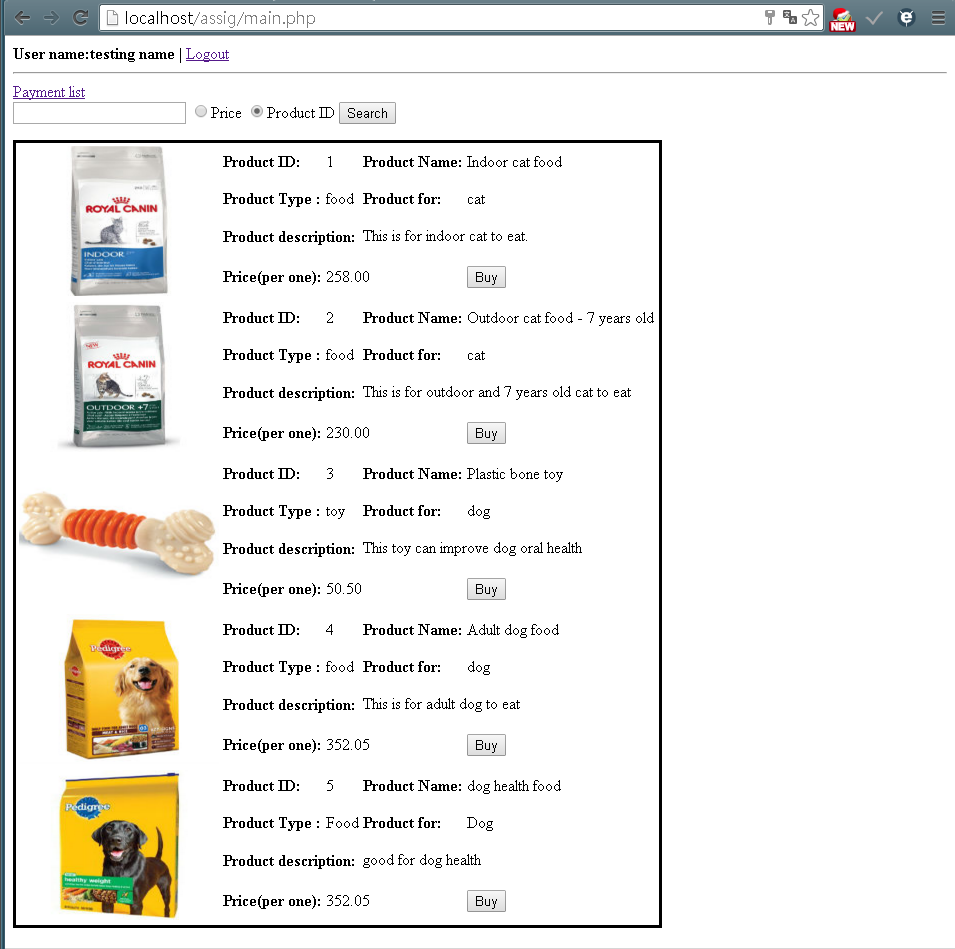 localhost/assig/main.php
NEW
User name:testing name | Logout
Payment list
Price Product ID Search
ROYAL CANIN
INDOOR
Product ID: 1 Product Name: Indoor cat food
Product Type : food Product for: cat
Product description: This is for indoor cat to eat.
Price(per one): 258.00 Buy
ROYAL CANIN
OUTDOOR +7
Product ID: 2 Product Name: Outdoor cat food - 7 years old
Product Type : food Product for: cat
Product description: This is for outdoor and 7 years old cat to eat
Price(per one): 230.00 Buy
Product ID: 3 Product Name: Plastic bone toy
Product Type : toy Product for: dog
Product description: This toy can improve dog oral health
Price(per one): 50.50 Buy
Pedigree
Product ID: 4 Product Name: Adult dog food
Product Type : food Product for: dog
Product description: This is for adult dog to eat
Price(per one): 352.05 Buy
Pedigree
healthy weight
Product ID: 5 Product Name: dog health food
Product Type : Food Product for: Dog
Product description: good for dog health
Price(per one): 352.05 Buy